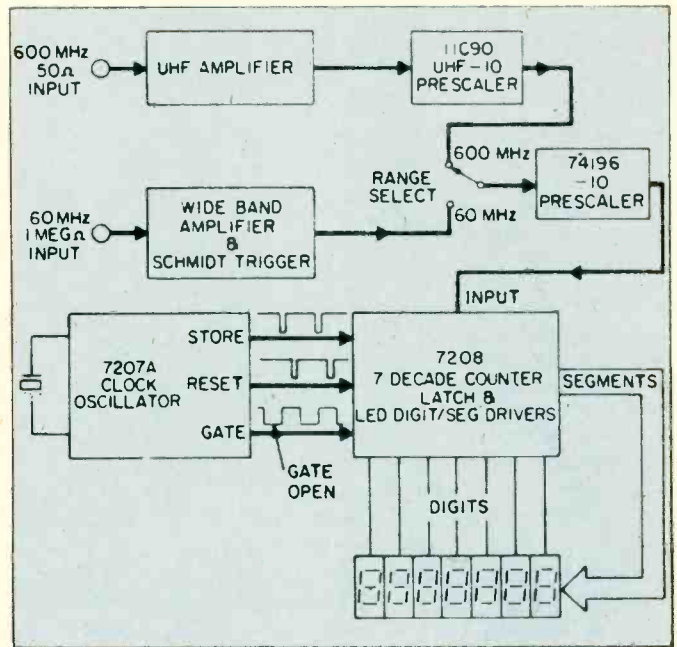 600 MHz
50Ω
INPUT
UHF AMPLIFIER
11C90
UHF-10
PRESCALER
600 MHz
RANGE
SELECT
60 MHz
74196
-10
PRESCALER
60 MHz
1 MEGΩ
INPUT
WIDE BAND
AMPLIFIER
&
SCHMIDT TRIGGER
INPUT
7207A
CLOCK
OSCILLATOR
STORE
RESET
GATE
GATE
OPEN
7208
7 DECADE COUNTER
LATCH &
LED DIGIT/SEG DRIVERS
SEGMENTS
DIGITS